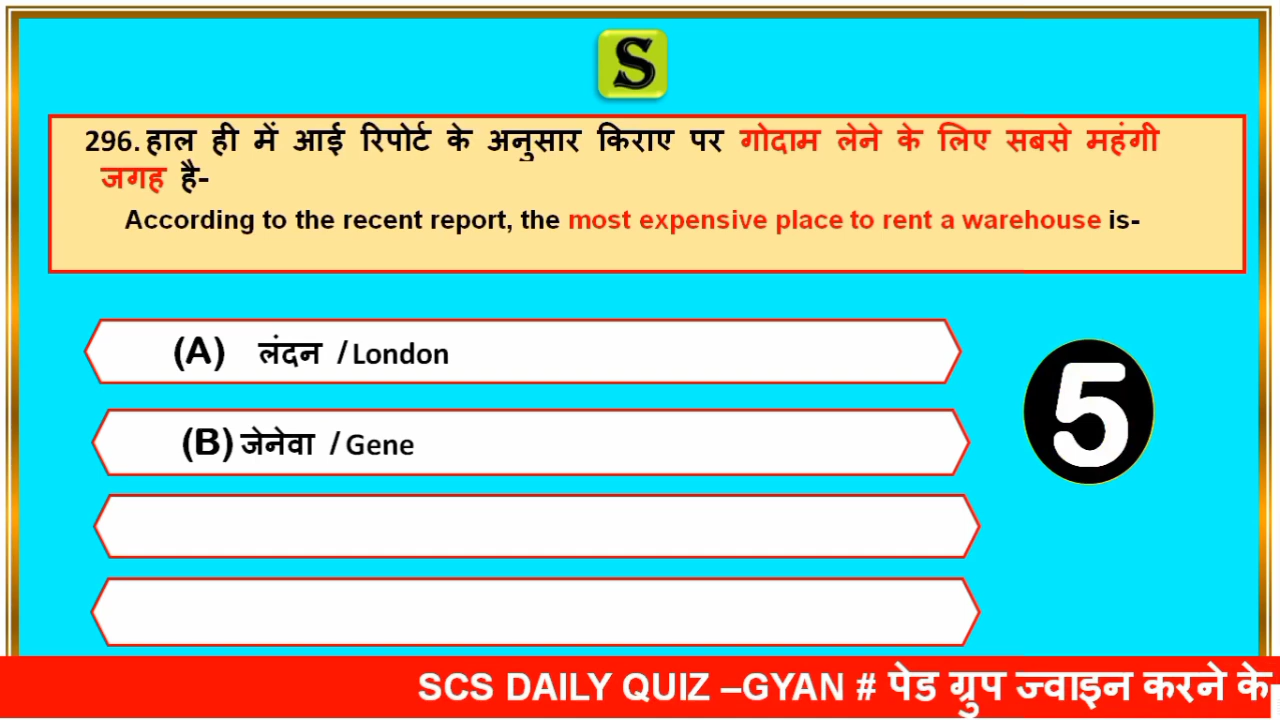 S
296. हाल ही में आई रिपोर्ट के अनुसार किराए पर गोदाम लेने के लिए सबसे महंगी
जगह है-
According to the recent report, the most expensive place to rent a warehouse is-
(A) लंदन / London
(B) जेनेवा / Gene
5
SCS DAILY QUIZ –GYAN # पेड ग्रुप ज्वाइन करने के